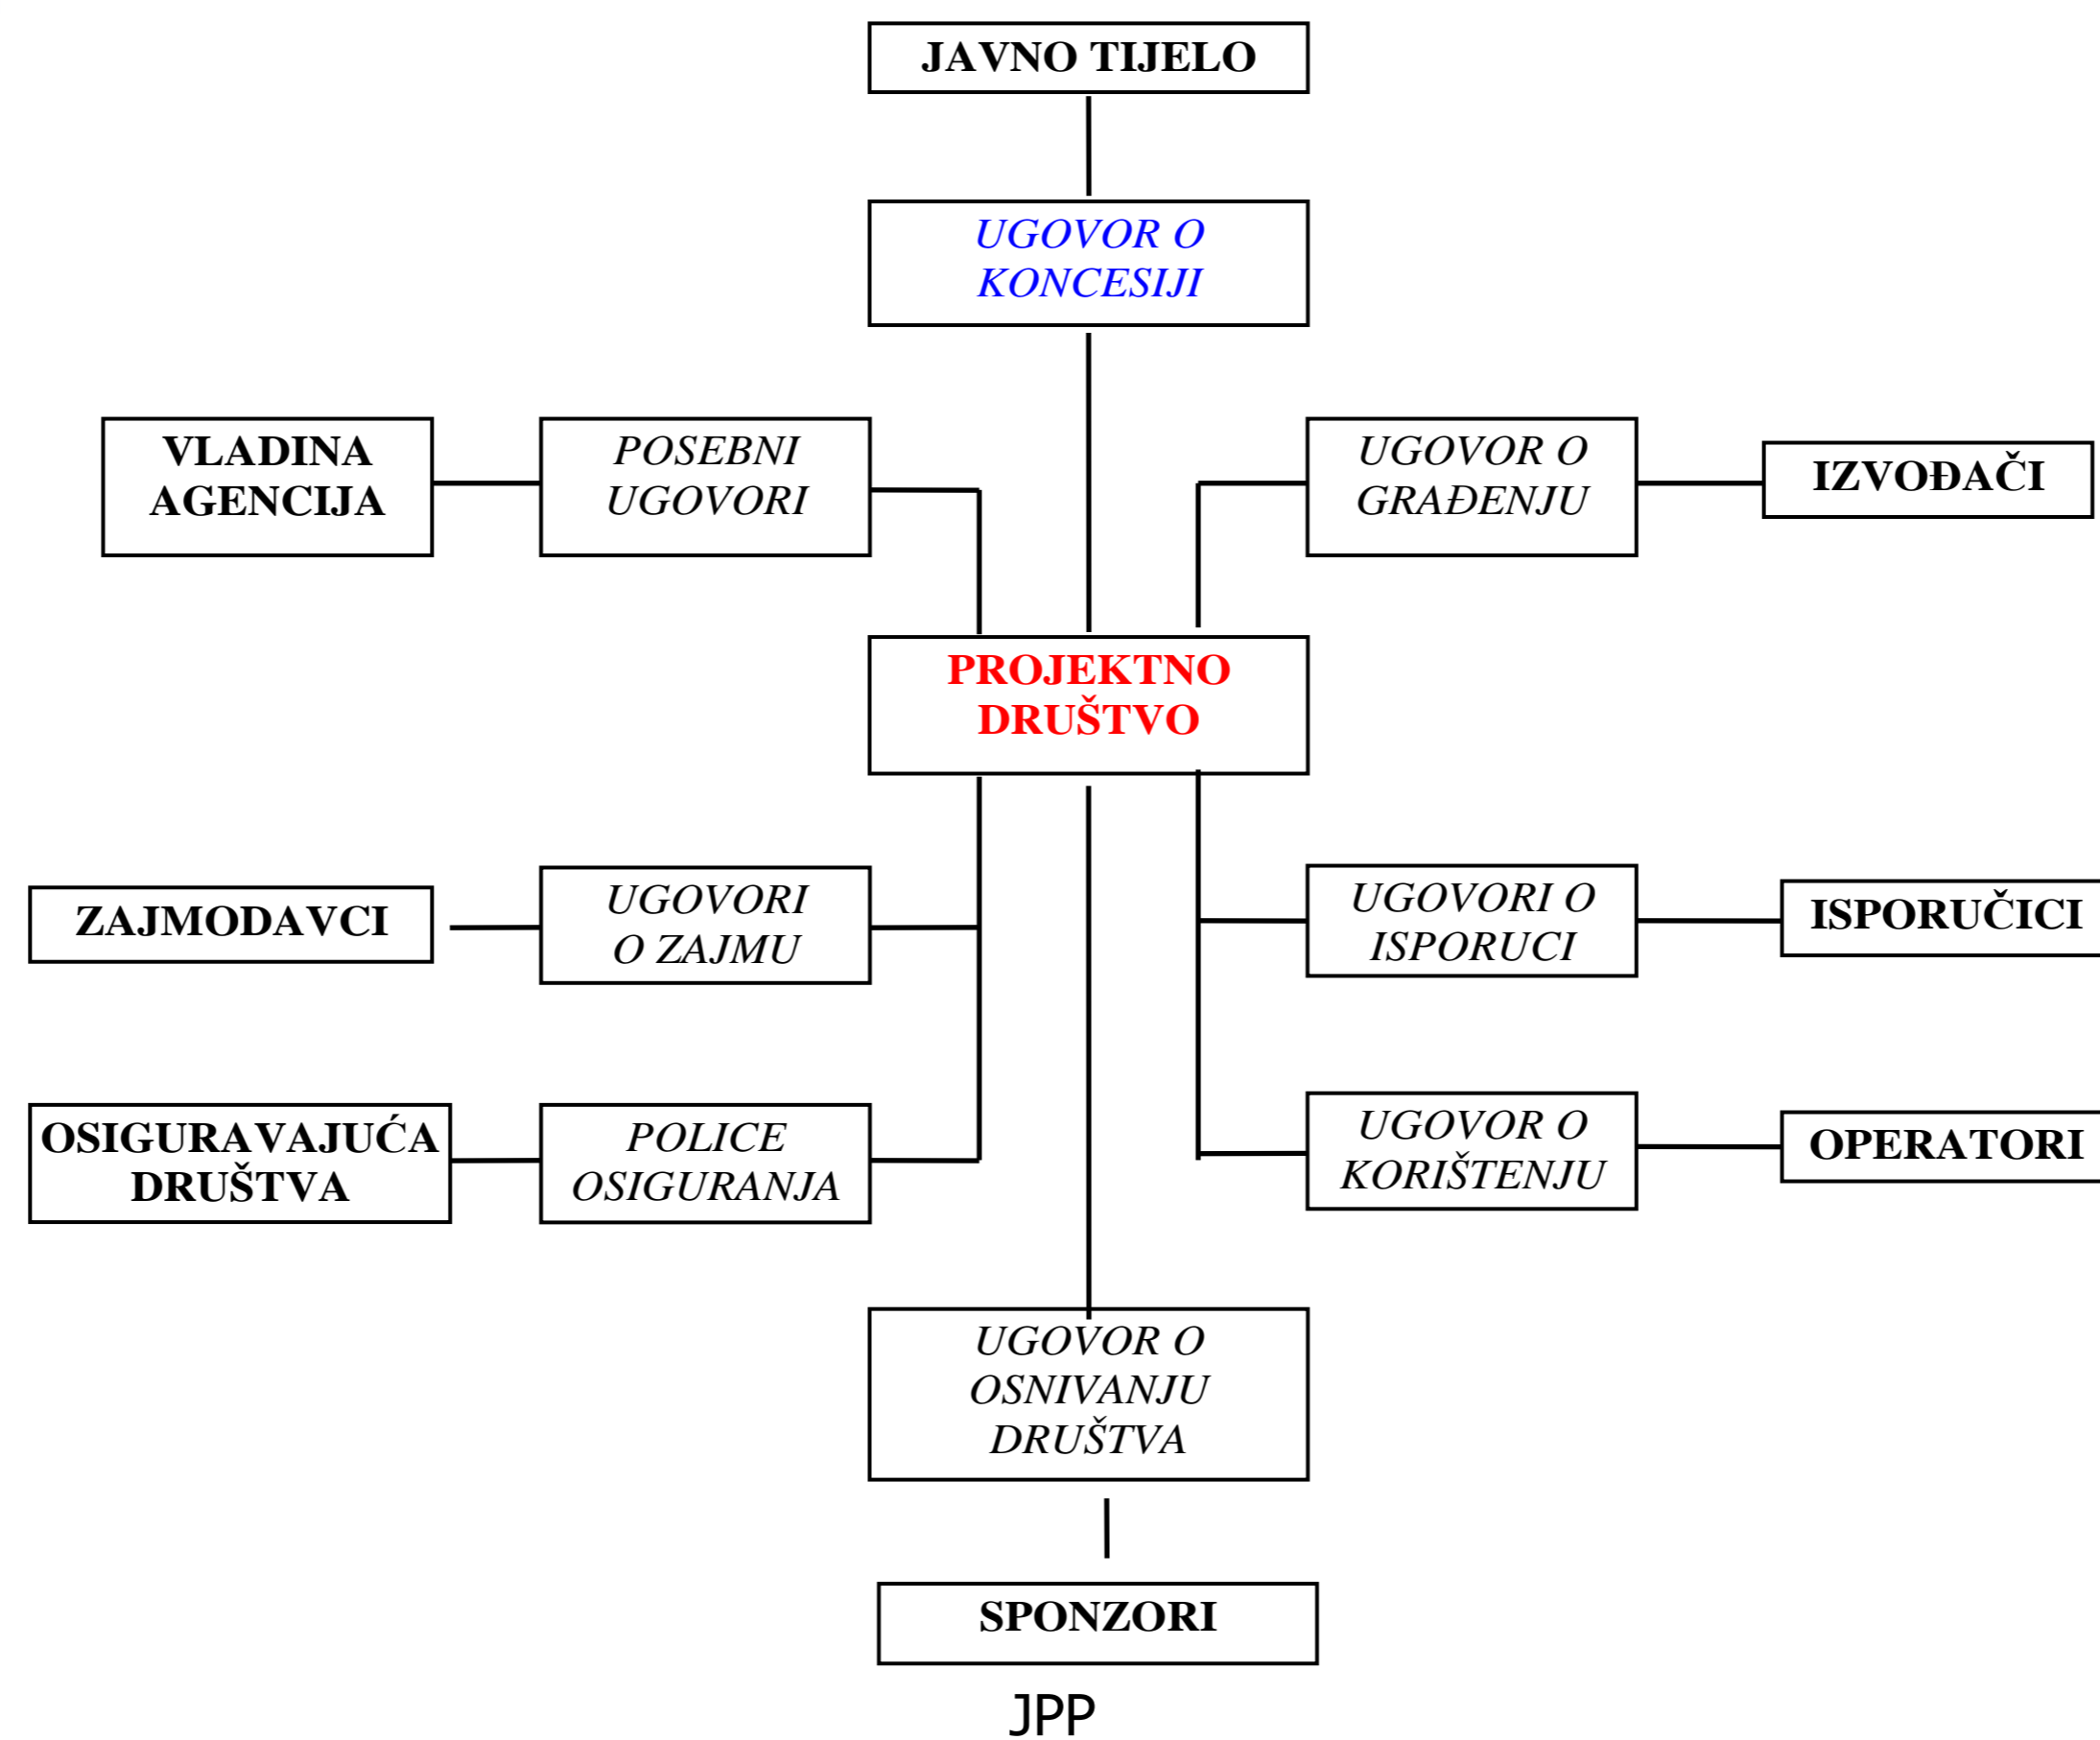 JAVNO TIJELO
UGOVOR O
KONCESIJI
VLADINA
AGENCIJA
POSEBNI
UGOVORI
UGOVOR O
GRAĐENJU
IZVOĐAČI
PROJEKTNO
DRUŠTVO
ZAJMODAVCI
UGOVORI
O ZAJMU
UGOVORI O
ISPORUCI
ISPORUČICI
OSIGURAVAJUĆA
DRUŠTVA
POLICE
OSIGURANJA
UGOVOR O
KORIŠTENJU
OPERATORI
UGOVOR O
OSNIVANJU
DRUŠTVA
SPONZORI
JPP